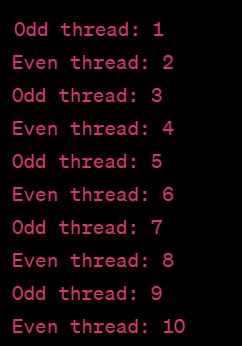 Odd thread: 1
Even thread: 2
Odd thread: 3
Even thread: 4
Odd thread: 5
Even thread: 6
Odd thread: 7
Even thread: 8
Odd thread: 9
Even thread: 10